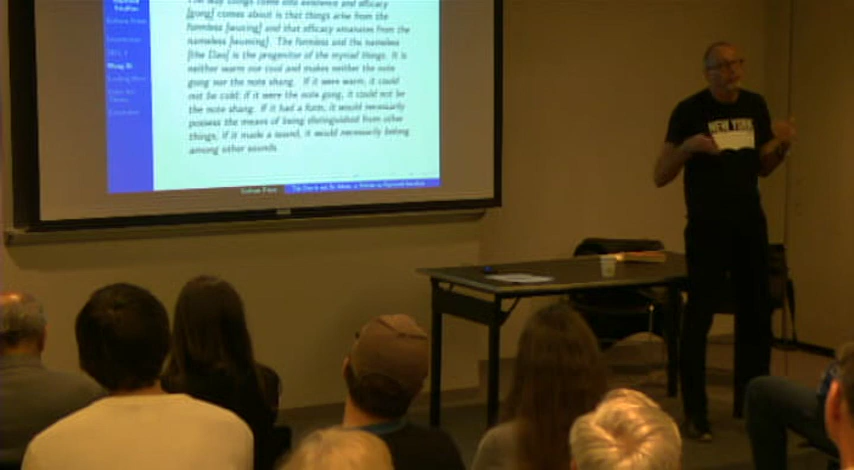 The way things come into existence and efficacy
[gong] comes about is that things arise from the
formless [wuxing] and that efficacy emanates from the
nameless [wuming]. The formless and the nameless
[the Dao] is the progenitor of the myriad things. It is
neither warm nor cool and makes neither the note
gong nor the note shang. If it were warm, it could
not be cold; if it were the note gong, it could not be
the note shang. If it had a form, it would necessarily
possess the means of being distinguished from other
things, if it made a sound, it would necessarily belong
among other sounds.
Graham Priest
NEW YORK